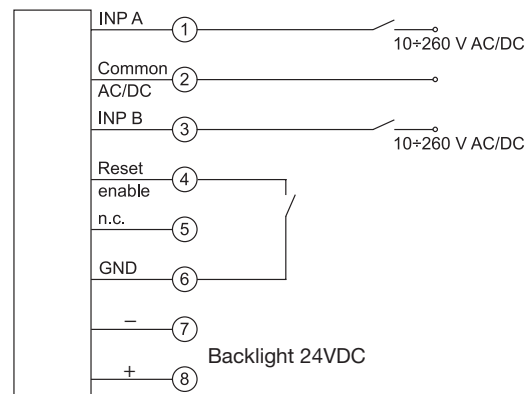 INP A
1
10÷260 V AC/DC
Common
AC/DC
2
INP B
3
10÷260 V AC/DC
Reset
enable
4
n.c.
5
GND
6
−
7
Backlight 24VDC
+
8